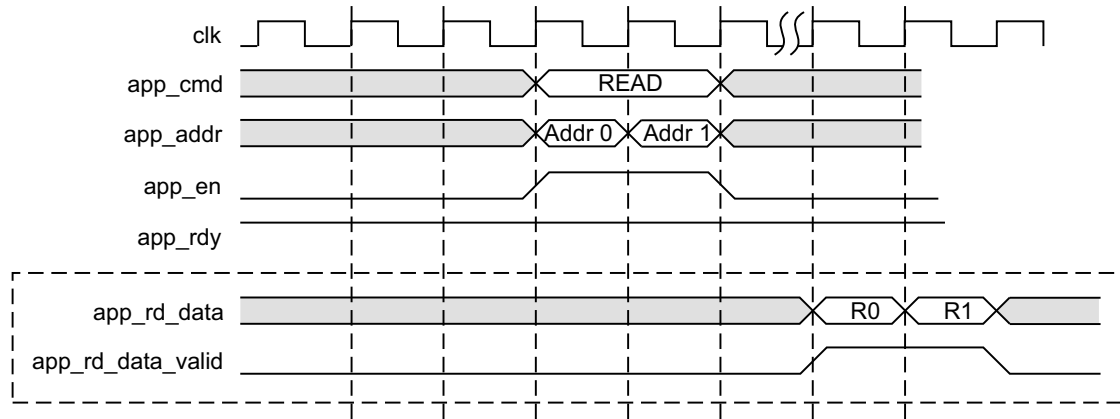 clk
app_cmd READ
app_addr Addr 0 Addr 1
app_en
app_rdy
app_rd_data R0 R1
app_rd_data_valid